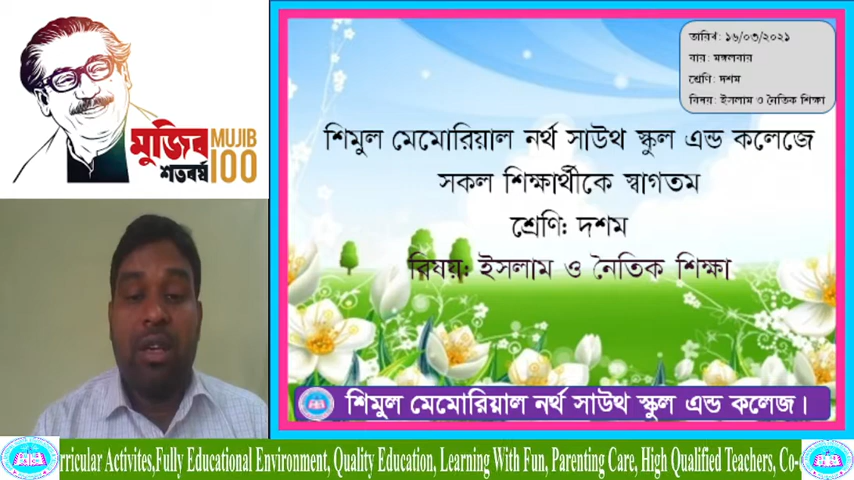 মুজিব
শতবর্ষ
MUJIB
100
তারিখ: ১৬/০৩/২০২১
বার: মঙ্গলবার
শ্রেণি: দশম
বিষয়: ইসলাম ও নৈতিক শিক্ষা
শিমুল মেমোরিয়াল নর্থ সাউথ স্কুল এন্ড কলেজে
সকল শিক্ষার্থীকে স্বাগতম
শ্রেণি: দশম
বিষয়: ইসলাম ও নৈতিক শিক্ষা
শিমুল মেমোরিয়াল নর্থ সাউথ স্কুল এন্ড কলেজ।
rricular Activites,Fully Educational Environment, Quality Education, Learning With Fun, Parenting Care, High Qualified Teachers, Co-